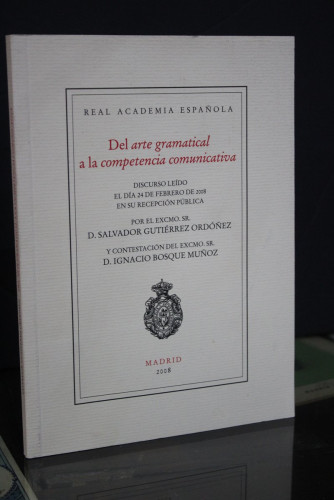 REAL ACADEMIA ESPAÑOLA
Del arte gramatical
a la competencia comunicativa
DISCURSO LEÍDO
EL DÍA 24 DE FEBRERO DE 2008
EN SU RECEPCIÓN PÚBLICA
POR EL EXCMO. SR.
D. SALVADOR GUTIÉRREZ ORDÓÑEZ
Y CONTESTACIÓN DEL EXCMO. SR.
D. IGNACIO BOSQUE MUÑOZ
MADRID
2008